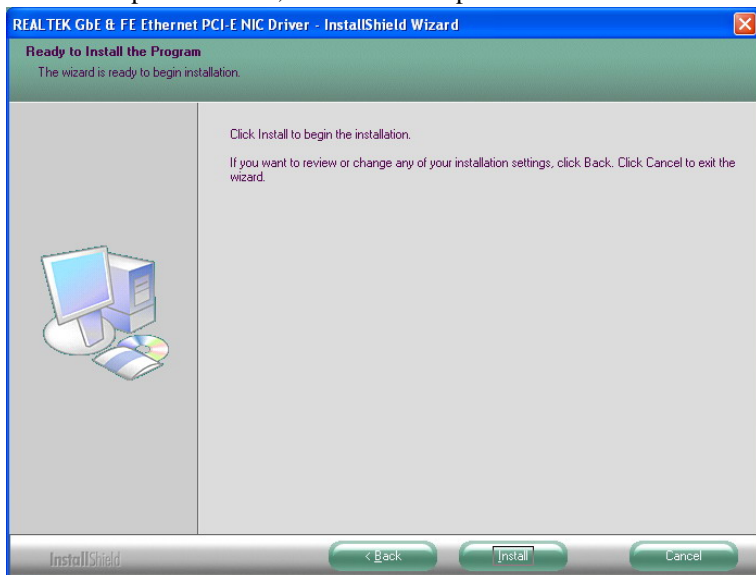 REALTEK GbE & FE Ethernet PCI-E NIC Driver - InstallShield Wizard
Ready to Install the Program
The wizard is ready to begin installation.
Click Install to begin the installation.
If you want to review or change any of your installation settings, click Back. Click Cancel to exit the
wizard.
InstallShield
< Back Install Cancel